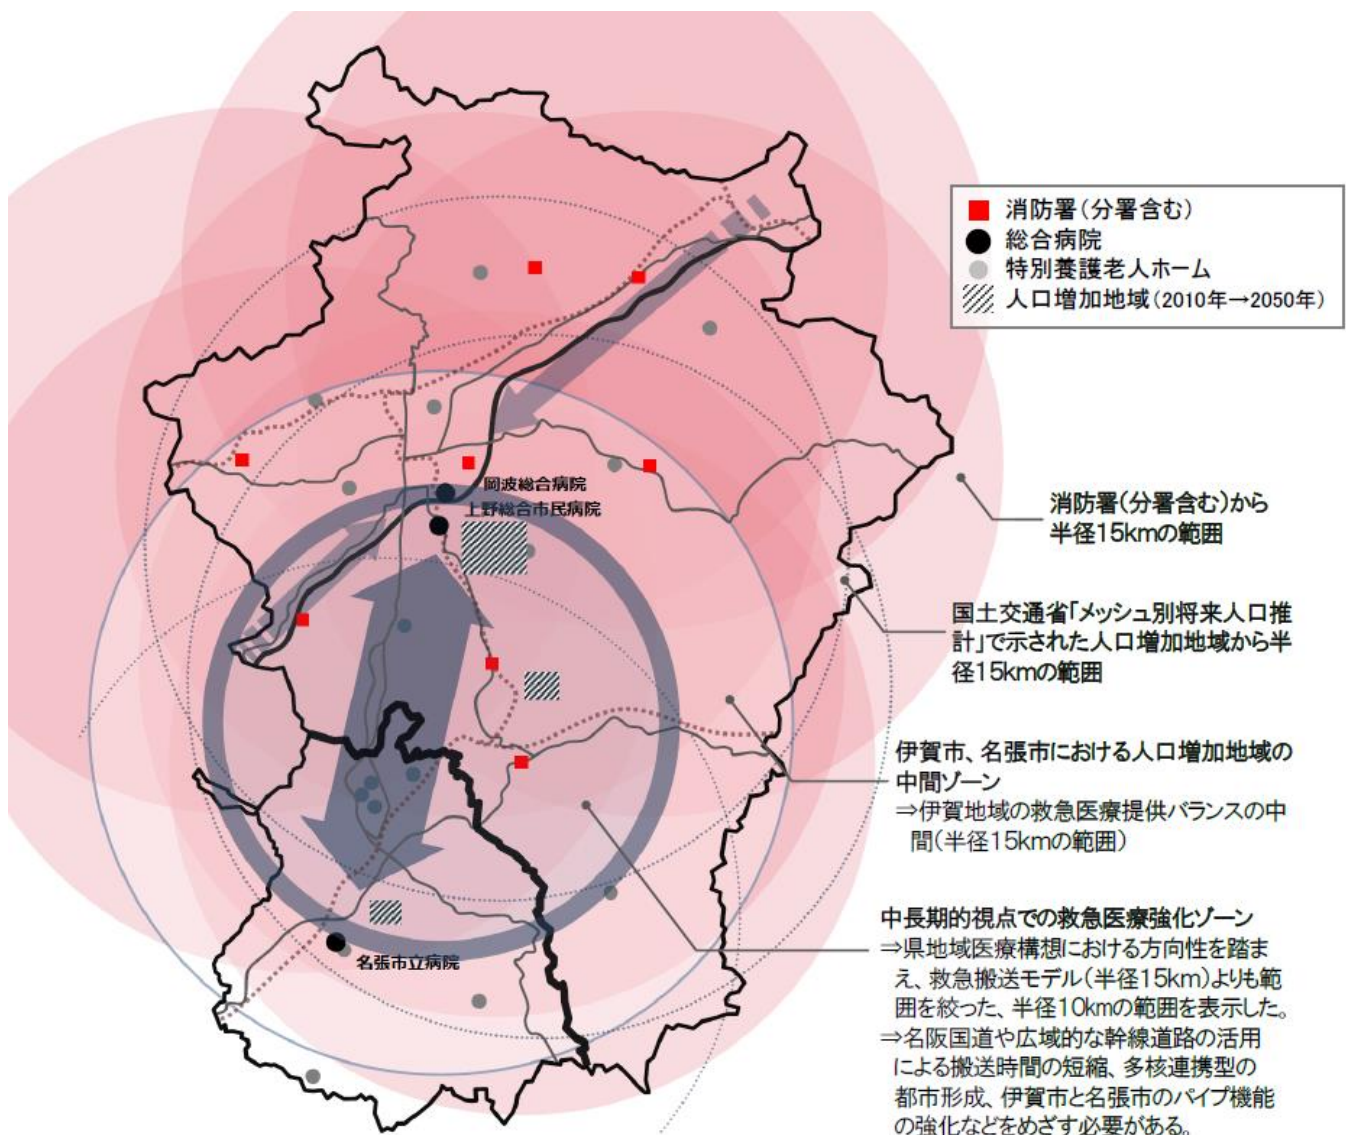 消防署（分署含む）
総合病院
特別養護老人ホーム
人口増加地域（2010年→2050年）
岡波総合病院
上野総合市民病院
消防署（分署含む）から
半径15kmの範囲
国土交通省「メッシュ別将来人口推
計」で示された人口増加地域から半
径15kmの範囲
伊賀市、名張市における人口増加地域の
中間ゾーン
⇒伊賀地域の救急医療提供バランスの中
間（半径15kmの範囲）
中長期的視点での救急医療強化ゾーン
⇒県地域医療構想における方向性を踏ま
え、救急搬送モデル（半径15km）よりも範
囲を絞った、半径10kmの範囲を表示した。
⇒名阪国道や広域的な幹線道路の活用
による搬送時間の短縮、多核連携型の
都市形成、伊賀市と名張市のパイプ機能
の強化などをめざす必要がある。
名張市立病院